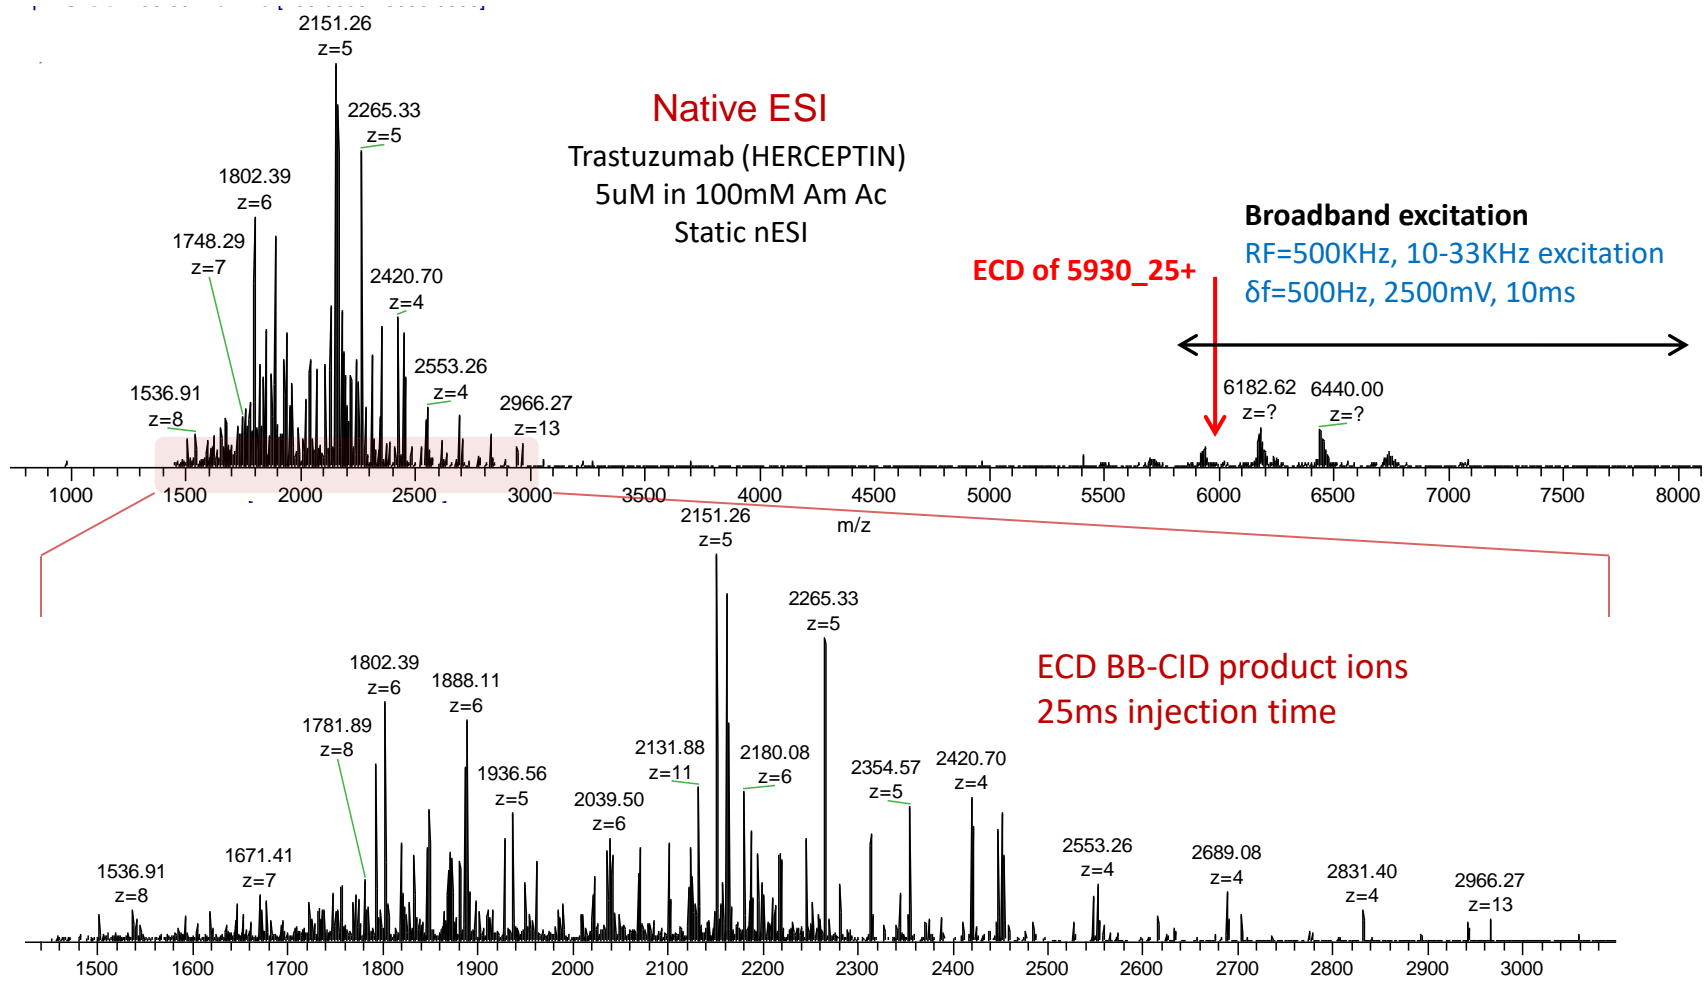 2151.26
z=5
2265.33
z=5
1802.39
z=6
1748.29
z=7
2420.70
z=4
2553.26
z=4
1536.91
z=8
2966.27
z=13
Native ESI
Trastuzumab (HERCEPTIN)
5uM in 100mM Am Ac
Static nESI
ECD of 5930_25+
Broadband excitation
RF=500KHz, 10-33KHz excitation
δf=500Hz, 2500mV, 10ms
6182.62
z=?
6440.00
z=?
1000 1500 2000 2500 3000 3500 4000 4500 5000 5500 6000 6500 7000 7500 8000
m/z
2151.26
z=5
2265.33
z=5
1802.39
z=6
1888.11
z=6
1781.89
z=8
1936.56
z=5
2039.50
z=6
2131.88
z=11
2180.08
z=6
2354.57
z=5
2420.70
z=4
1536.91
z=8
1671.41
z=7
2553.26
z=4
2689.08
z=4
2831.40
z=4
2966.27
z=13
ECD BB-CID product ions
25ms injection time
1500 1600 1700 1800 1900 2000 2100 2200 2300 2400 2500 2600 2700 2800 2900 3000